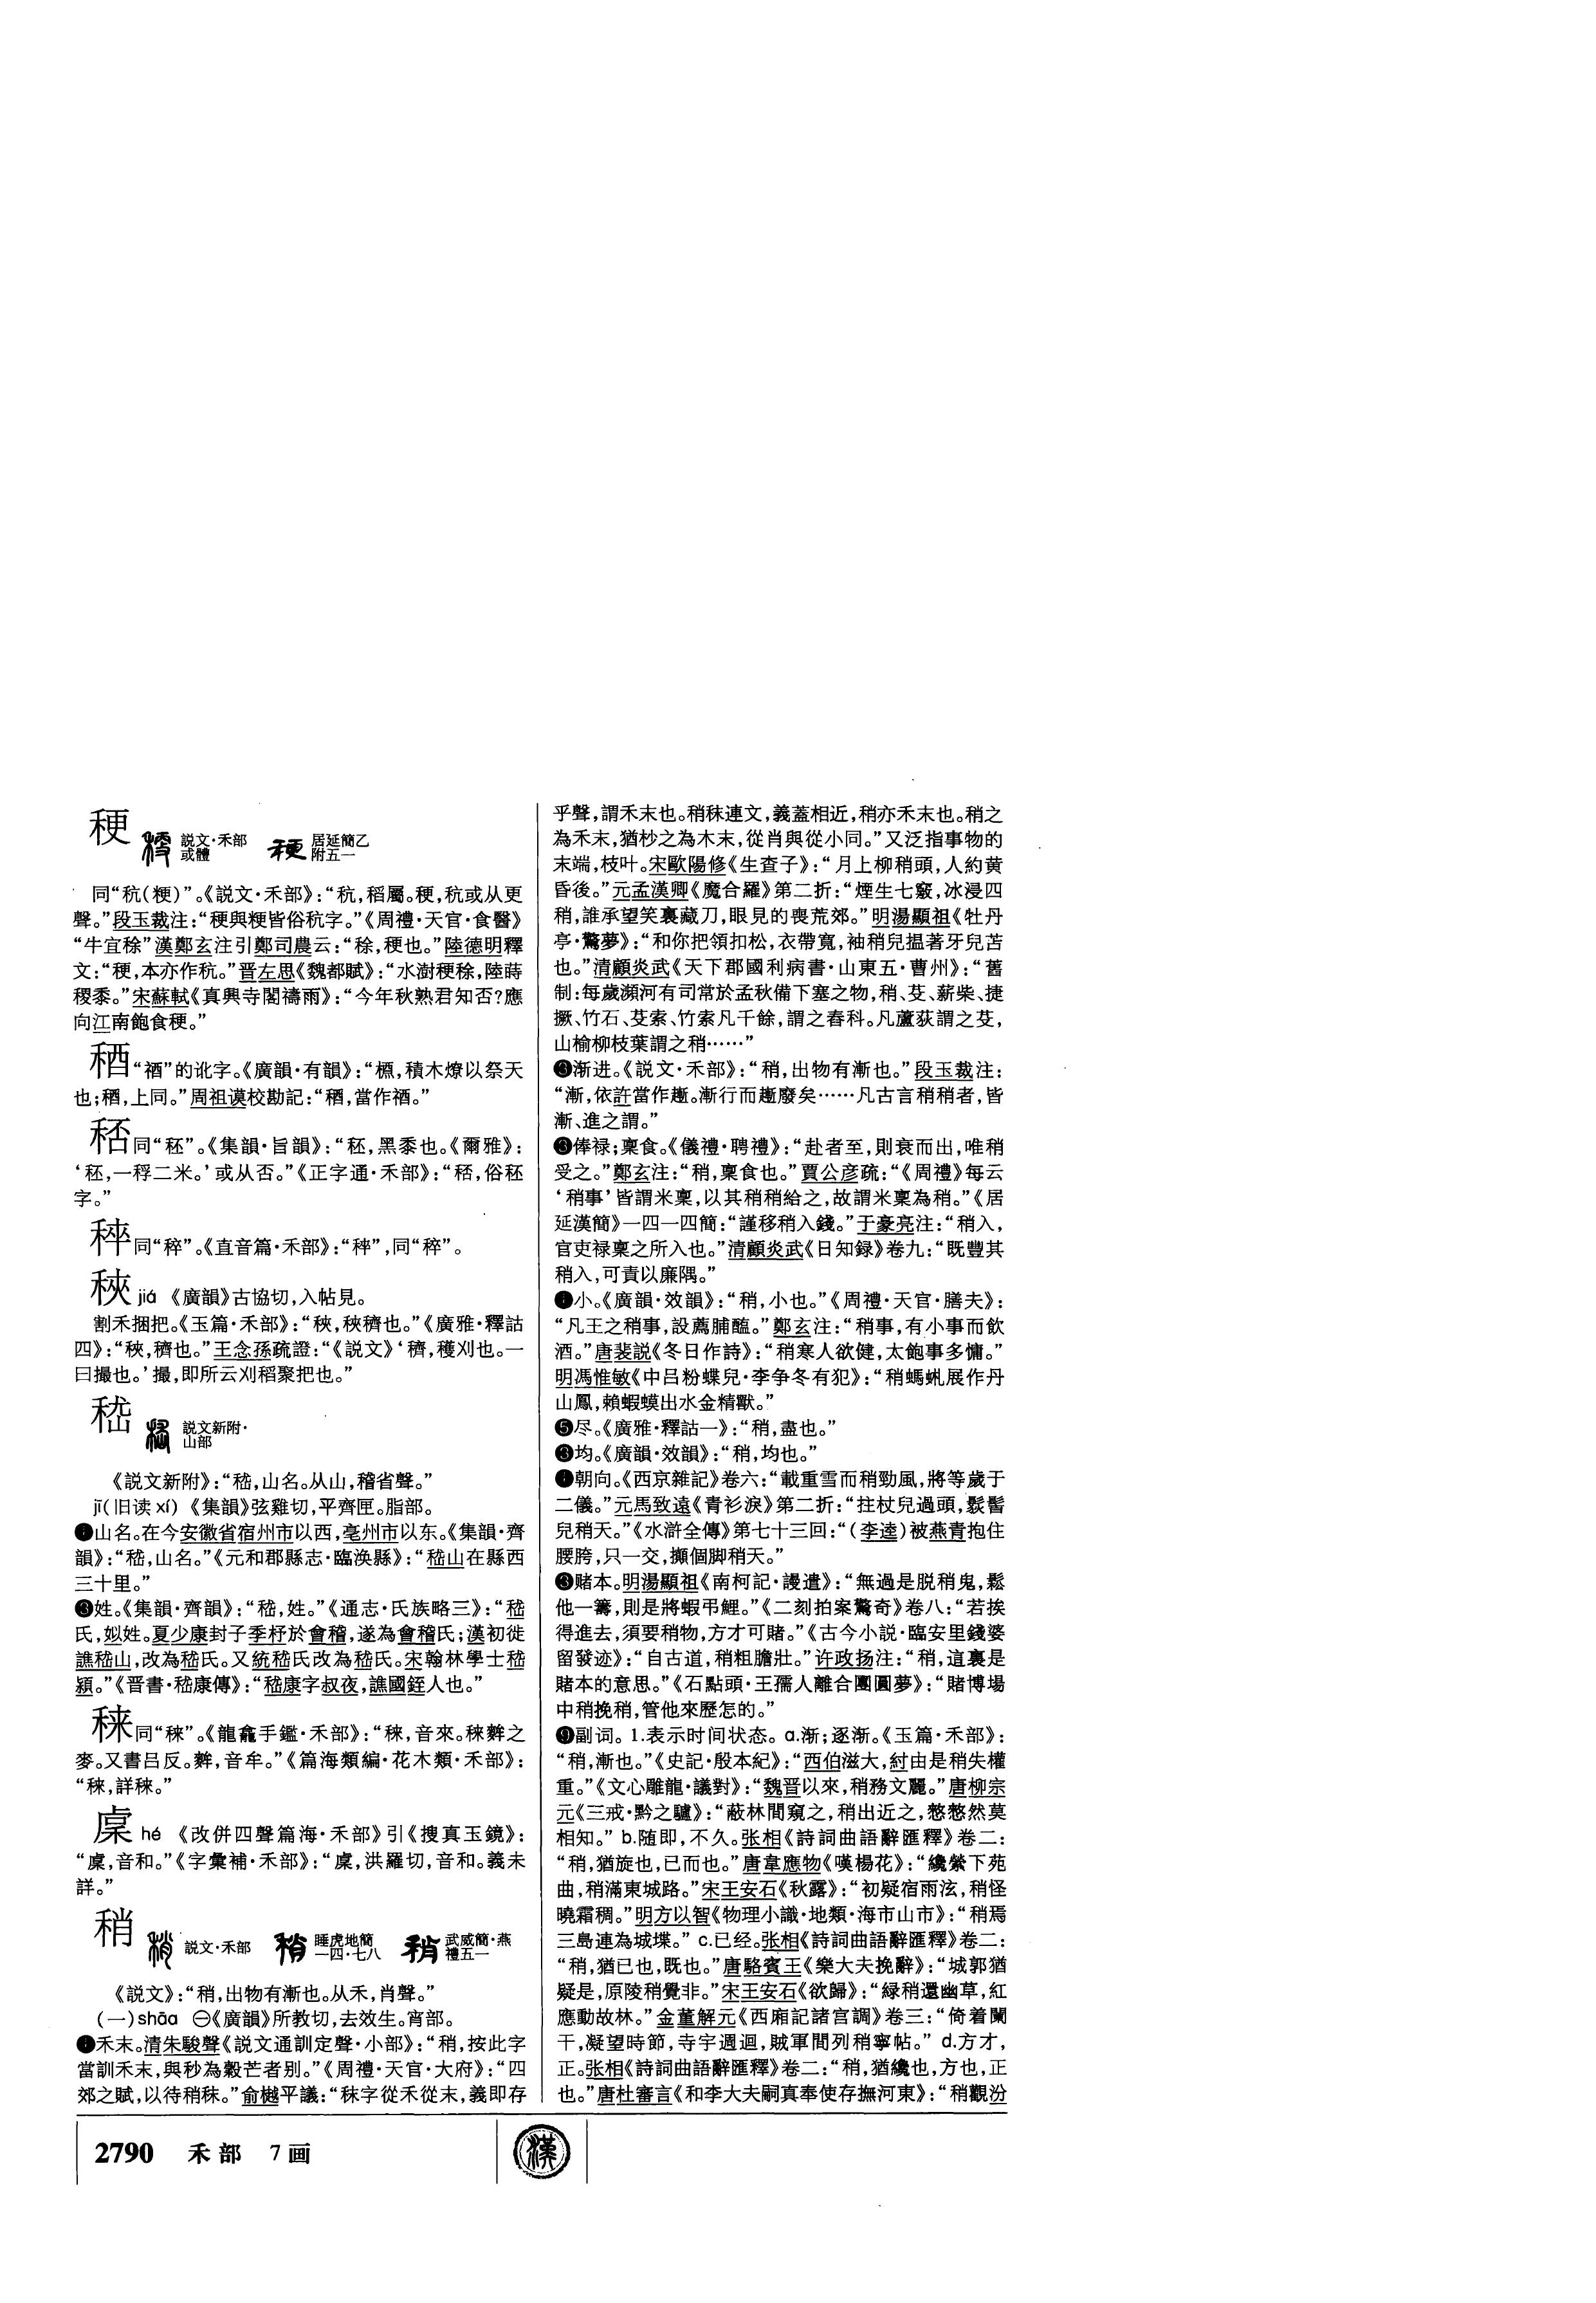 稉
説文·禾部
或體
居延簡乙
附五一
同“秔(粳)”。《説文·禾部》：“秔，稻屬。稉，秔或从更
聲。”段玉裁注：“稉與粳皆俗秔字。”《周禮·天官·食醫》
“牛宜稌”漢鄭玄注引鄭司農云：“稌，稉也。”陸德明釋
文：“稉，本亦作秔。”晋左思《魏都賦》：“水澍稉稌，陸蒔
稷黍。”宋蘇軾《真興寺閣禱雨》：“今年秋熟君知否？應
向江南飽食稉。”
“禉”的讹字。《廣韻·有韻》：“槱，積木燎以祭天
也；䅆，上同。”周祖谟校勘記：“䅆，當作禉。”
同“秠”。《集韻·旨韻》：“秠，黑黍也。《爾雅》：
‘秠，一稃二米。’或从否。”《正字通·禾部》：“䅁，俗秠
字。”
同“稡”。《直音篇·禾部》：“䅂”，同“稡”。
稂 jiá 《廣韻》古協切，入帖見。
割禾捆把。《玉篇·禾部》：“䅟，䅟穧也。”《廣雅·釋詁
四》：“䅟，穧也。”王念孫疏證：“《説文》‘穧，穫刈也。一
曰撮也。’撮，即所云刈稻聚把也。”
嵇
説文新附·
山部
《説文新附》：“嵇，山名。从山，稽省聲。”
jī(旧读xí) 《集韻》弦雞切，平齊匣。脂部。
❶山名。在今安徽省宿州市以西，亳州市以东。《集韻·齊
韻》：“嵇，山名。”《元和郡縣志·臨涣縣》：“嵇山在縣西
三十里。”
❷姓。《集韻·齊韻》：“嵇，姓。”《通志·氏族略三》：“嵇
氏，姒姓。夏少康封子季杼於會稽，遂為會稽氏；漢初徙
譙嵇山，改為嵇氏。又統嵇氏改為嵇氏。宋翰林學士嵇
潁。”《晋書·嵇康傳》：“嵇康字叔夜，譙國銍人也。”
同“秾”。《龍龕手鑑·禾部》：“秾，音來。秾麰之
麥。又書吕反。麰，音牟。”《篇海類編·花木類·禾部》：
“秾，詳秾。”
hé 《改併四聲篇海·禾部》引《搜真玉鏡》：
“，音和。”《字彙補·禾部》：“，洪羅切，音和。義未
詳。”
稍
説文·禾部
睡虎地簡
一四·七八
武威簡·燕
禮五一
《説文》：“稍，出物有漸也。从禾，肖聲。”
(一)shāo ㊀《廣韻》所教切，去效生。宵部。
❶禾末。清朱駿聲《説文通訓定聲·小部》：“稍，按此字
當訓禾末，與秒為穀芒者别。”《周禮·天官·大府》：“四
郊之賦，以待稍秣。”俞樾平議：“秣字從禾從末，義即存
乎聲，謂禾末也。稍秣連文，義蓋相近，稍亦禾末也。稍之
為禾末，猶杪之為木末，從肖與從小同。”又泛指事物的
末端，枝叶。宋歐陽修《生查子》：“月上柳稍頭，人約黄
昏後。”元孟漢卿《魔合羅》第二折：“煙生七竅，冰浸四
稍，誰承望笑裏藏刀，眼見的喪荒郊。”明湯顯祖《牡丹
亭·驚夢》：“和你把領扣松，衣帶寬，袖稍兒揾著牙兒苫
也。”清顧炎武《天下郡國利病書·山東五·曹州》：“舊
制：每歲瀕河有司常於孟秋備下塞之物，稍、芟、薪柴、捷
撅、竹石、芟索、竹索凡千餘，謂之舂科。凡蘆荻謂之芟，
山榆柳枝葉謂之稍……”
❷渐进。《説文·禾部》：“稍，出物有漸也。”段玉裁注：
“漸，依許當作趣。漸行而趣廢矣……凡古言稍稍者，皆
漸、進之謂。”
❸俸禄；稟食。《儀禮·聘禮》：“赴者至，則衰而出，唯稍
受之。”鄭玄注：“稍，稟食也。”賈公彦疏：“《周禮》每云
‘稍事’皆謂米稟，以其稍稍給之，故謂米稟為稍。”《居
延漢簡》一四一四簡：“謹移稍入錢。”于豪亮注：“稍入，
官吏禄稟之所入也。”清顧炎武《日知録》卷九：“既豐其
稍入，可責以廉隅。”
❹小。《廣韻·效韻》：“稍，小也。”《周禮·天官·膳夫》：
“凡王之稍事，設薦脯醢。”鄭玄注：“稍事，有小事而飲
酒。”唐裴説《冬日作詩》：“稍寒人欲健，太飽事多慵。”
明馮惟敏《中吕粉蝶兒·李争冬有犯》：“稍螞虬展作丹
山鳳，賴蝦蟆出水金精獸。”
❺尽。《廣雅·釋詁一》：“稍，盡也。”
❻均。《廣韻·效韻》：“稍，均也。”
❼朝向。《西京雜記》卷六：“載重雪而稍勁風，將等歲于
二儀。”元馬致遠《青衫淚》第二折：“拄杖兒過頭，鬏髻
兒稍天。”《水滸全傳》第七十三回：“(李逵)被燕青抱住
腰胯，只一交，攧個脚稍天。”
❽赌本。明湯顯祖《南柯記·謾遣》：“無過是脱稍鬼，鬆
他一籌，則是將蝦弔鯉。”《二刻拍案驚奇》卷八：“若挨
得進去，須要稍物，方才可賭。”《古今小説·臨安里錢婆
留發迹》：“自古道，稍粗膽壯。”许政扬注：“稍，這裏是
賭本的意思。”《石點頭·王孺人離合團圓夢》：“賭博場
中稍挽稍，管他來歷怎的。”
❾副词。1.表示时间状态。a.渐；逐渐。《玉篇·禾部》：
“稍，漸也。”《史記·殷本紀》：“西伯滋大，紂由是稍失權
重。”《文心雕龍·議對》：“魏晋以來，稍務文麗。”唐柳宗
元《三戒·黔之驢》：“蔽林間窺之，稍出近之，憖憖然莫
相知。” b.随即，不久。张相《詩詞曲語辭匯釋》卷二：
“稍，猶旋也，已而也。”唐韋應物《嘆楊花》：“纔縈下苑
曲，稍滿東城路。”宋王安石《秋露》：“初疑宿雨泫，稍怪
曉霜稠。”明方以智《物理小識·地類·海市山市》：“稍焉
三島連為城堞。” c.已经。张相《詩詞曲語辭匯釋》卷二：
“稍，猶已也，既也。”唐駱賓王《樂大夫挽辭》：“城郭猶
疑是，原陵稍覺非。”宋王安石《欲歸》：“緑稍還幽草，紅
應動故林。”金董解元《西廂記諸宫調》卷三：“倚着闌
干，凝望時節，寺宇週迴，賊軍間列稍寧帖。” d.方才，
正。张相《詩詞曲語辭匯釋》卷二：“稍，猶纔也，方也，正
也。”唐杜審言《和李大夫嗣真奉使存撫河東》：“稍觀汾
2790 禾部 7画
漢